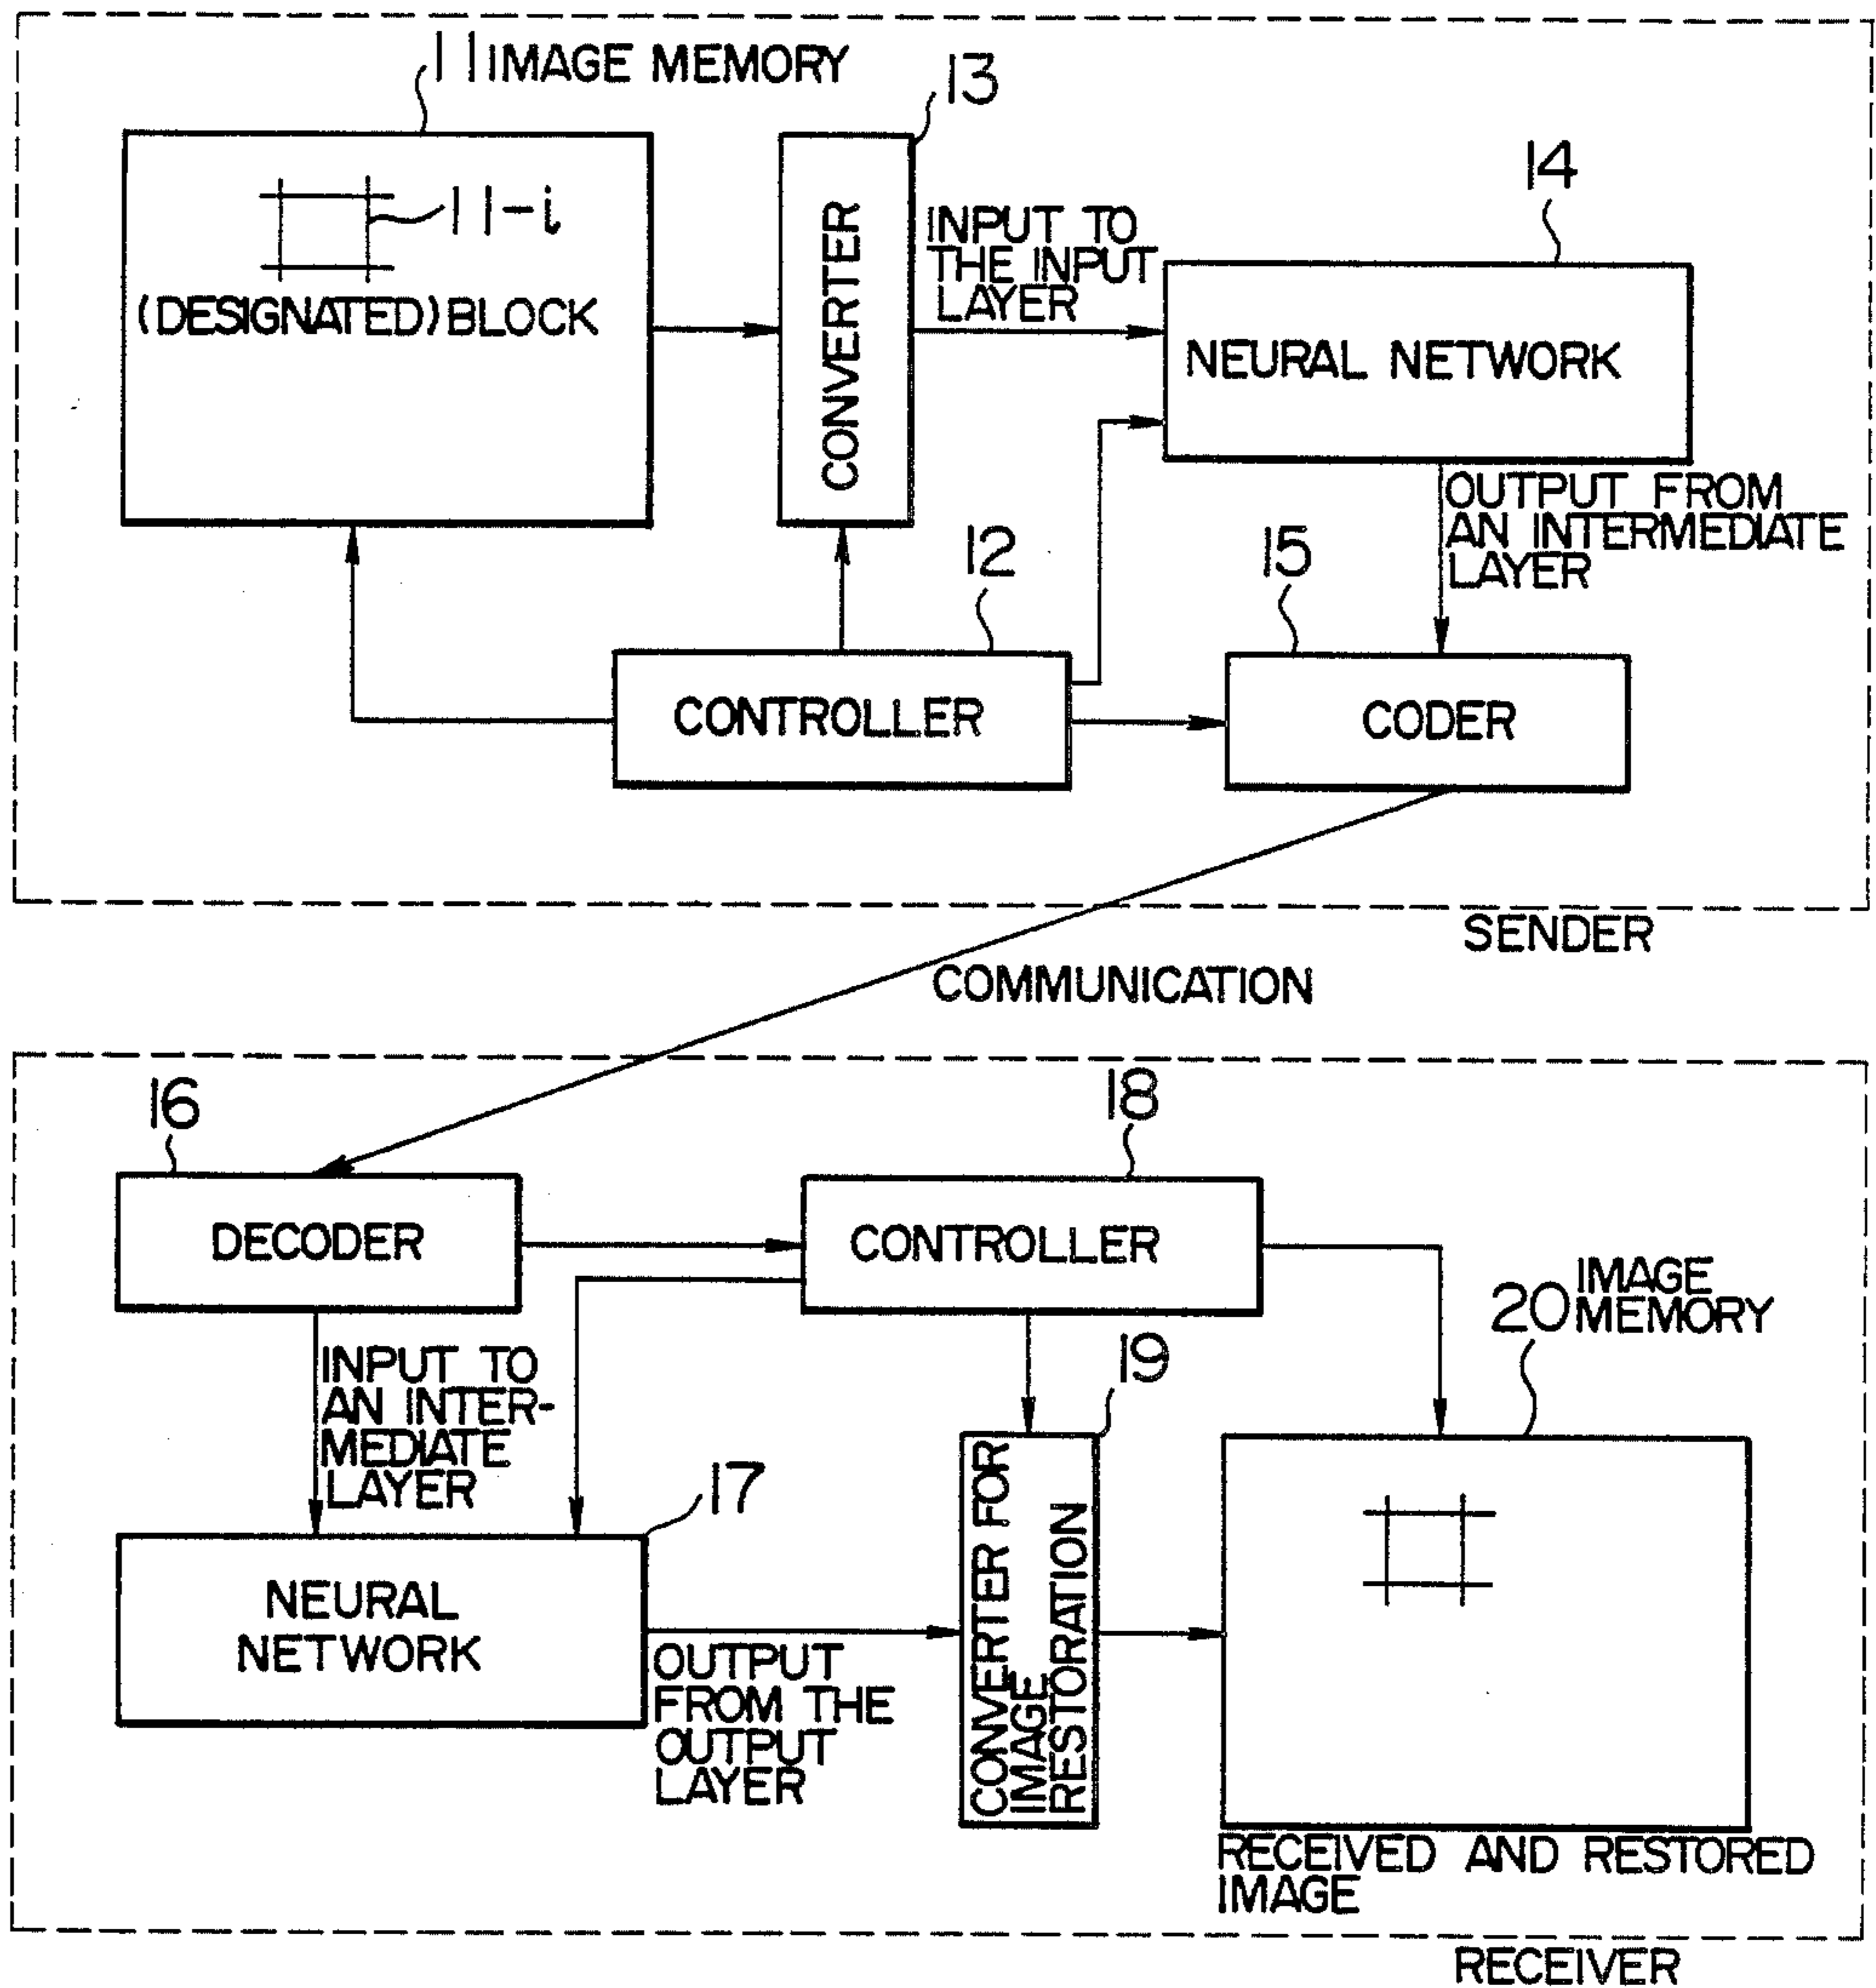 11 IMAGE MEMORY
13
14
11-i
(DESIGNATED) BLOCK
CONVERTER
INPUT TO
THE INPUT
LAYER
NEURAL NETWORK
OUTPUT FROM
AN INTERMEDIATE
LAYER
12
15
CONTROLLER
CODER
SENDER
COMMUNICATION
16
18
DECODER
CONTROLLER
20 IMAGE
MEMORY
INPUT TO
AN INTER-
MEDIATE
LAYER
19
17
NEURAL
NETWORK
OUTPUT
FROM THE
OUTPUT
LAYER
CONVERTER FOR
IMAGE
RESTORATION
RECEIVED AND RESTORED
IMAGE
RECEIVER